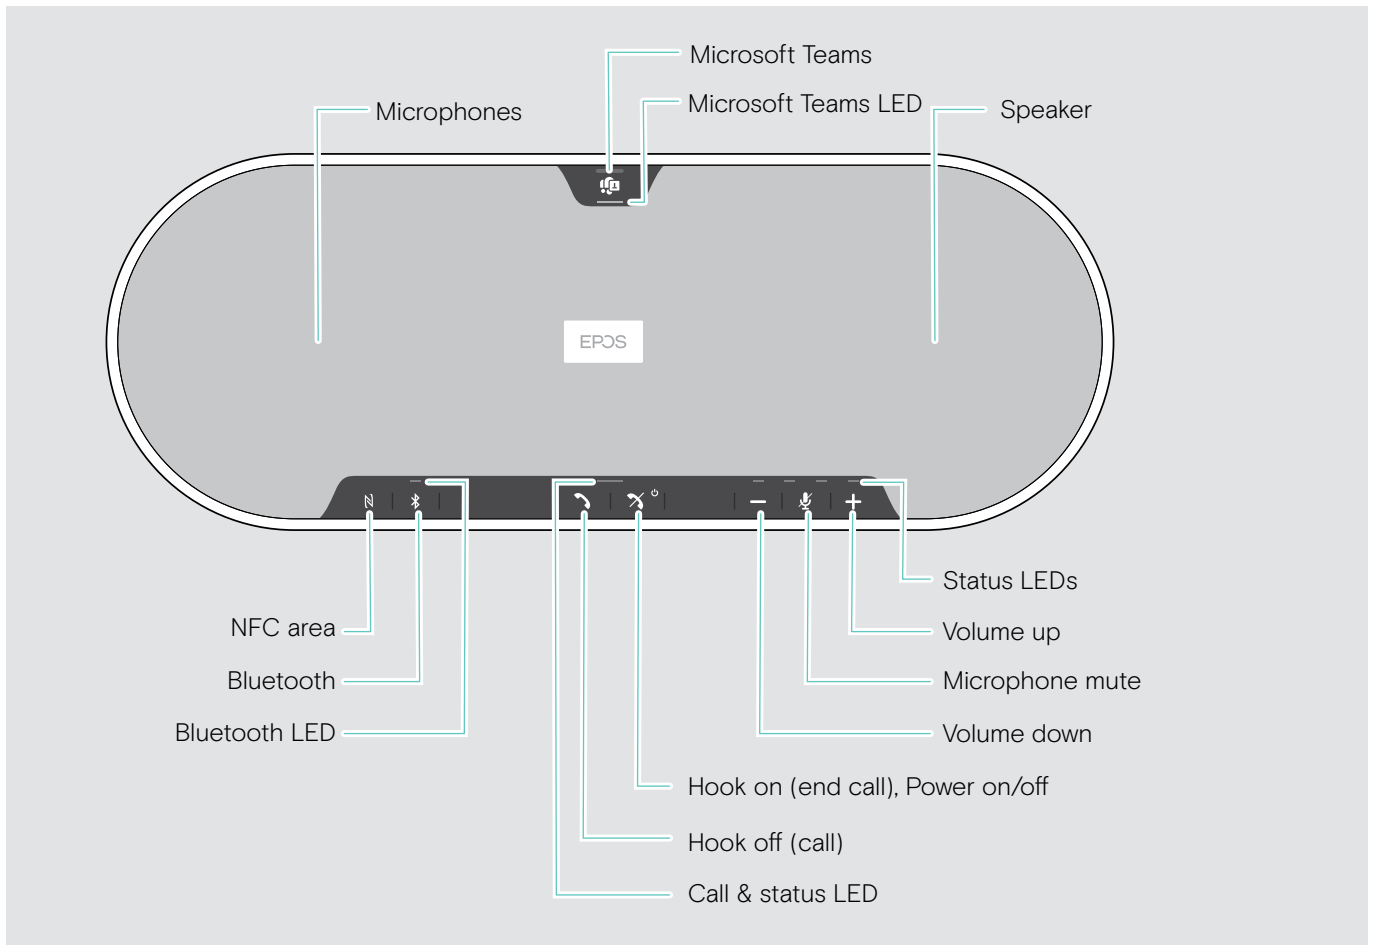 Microsoft Teams
Microsoft Teams LED
Microphones
Speaker
EPOS
Status LEDs
NFC area
Volume up
Bluetooth
Microphone mute
Bluetooth LED
Volume down
Hook on (end call), Power on/off
Hook off (call)
Call & status LED